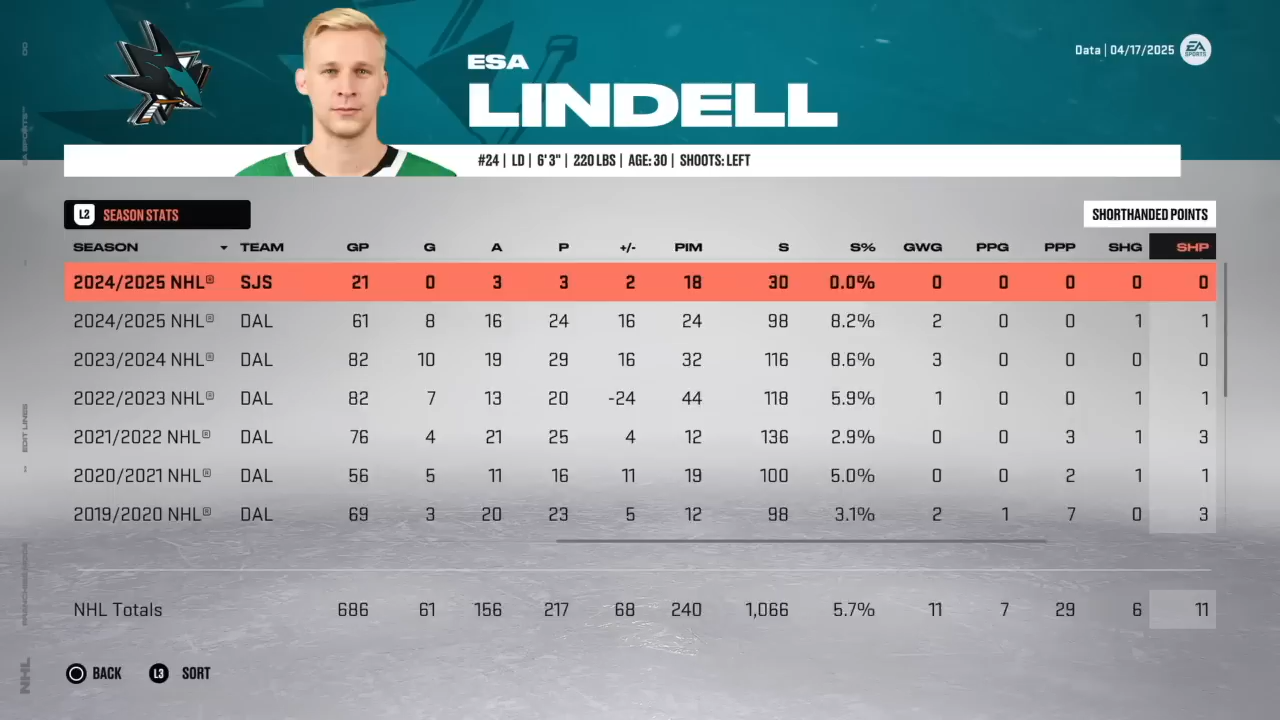 Data | 04/17/2025
EA SPORTS
ESA
LINDELL
#24 | LD | 6'3" | 220 LBS | AGE: 30 | SHOOTS: LEFT
L2 SEASON STATS
SHORTHANDED POINTS
SEASON TEAM GP G A P +/- PIM S S% GWG PPG PPP SHG SHP
2024/2025 NHL® SJS 21 0 3 3 2 18 30 0.0% 0 0 0 0 0
2024/2025 NHL® DAL 61 8 16 24 16 24 98 8.2% 2 0 0 1 1
2023/2024 NHL® DAL 82 10 19 29 16 32 116 8.6% 3 0 0 0 0
2022/2023 NHL® DAL 82 7 13 20 -24 44 118 5.9% 1 0 0 1 1
2021/2022 NHL® DAL 76 4 21 25 4 12 136 2.9% 0 0 3 1 3
2020/2021 NHL® DAL 56 5 11 16 11 19 100 5.0% 0 0 2 1 1
2019/2020 NHL® DAL 69 3 20 23 5 12 98 3.1% 2 1 7 0 3
NHL Totals 686 61 156 217 68 240 1,066 5.7% 11 7 29 6 11
BACK L3 SORT
EDIT LINES
NHL